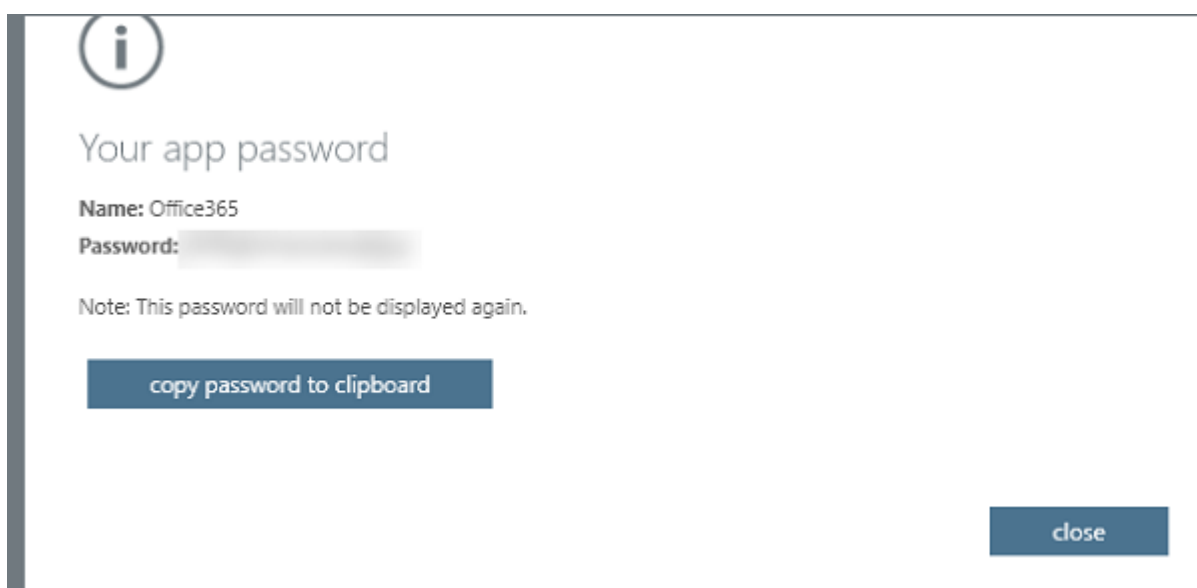 Your app password
Name: Office365
Password:
Note: This password will not be displayed again.
copy password to clipboard
close